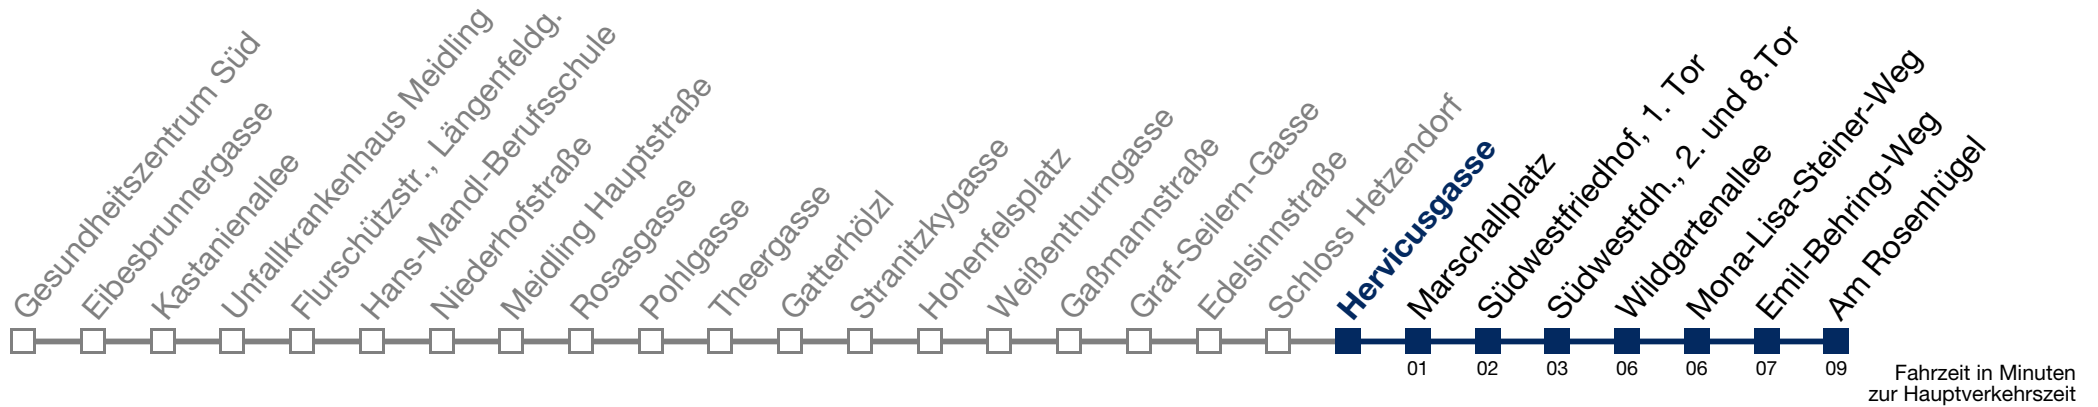 Gesundheitszentrum Süd
Eibesbrunnergasse
Kastanienallee
Unfallkrankenhaus Meidling
Flurschützstr., Längenfeldg.
Hans-Mandl-Berufsschule
Niederhofstraße
Meidling Hauptstraße
Rosasgasse
Pohlgasse
Theergasse
Gatterhölzl
Stranitzkygasse
Hohenfelsplatz
Weißenthurngasse
Gaßmannstraße
Graf-Seilern-Gasse
Edelsinnstraße
Schloss Hetzendorf
Hervicusgasse
Marschallplatz
Südwestfriedhof, 1. Tor
Südwestfdh., 2. und 8.Tor
Wildgartenallee
Mona-Lisa-Steiner-Weg
Emil-Behring-Weg
Am Rosenhügel
01 02 03 06 06 07 09
Fahrzeit in Minuten
zur Hauptverkehrszeit